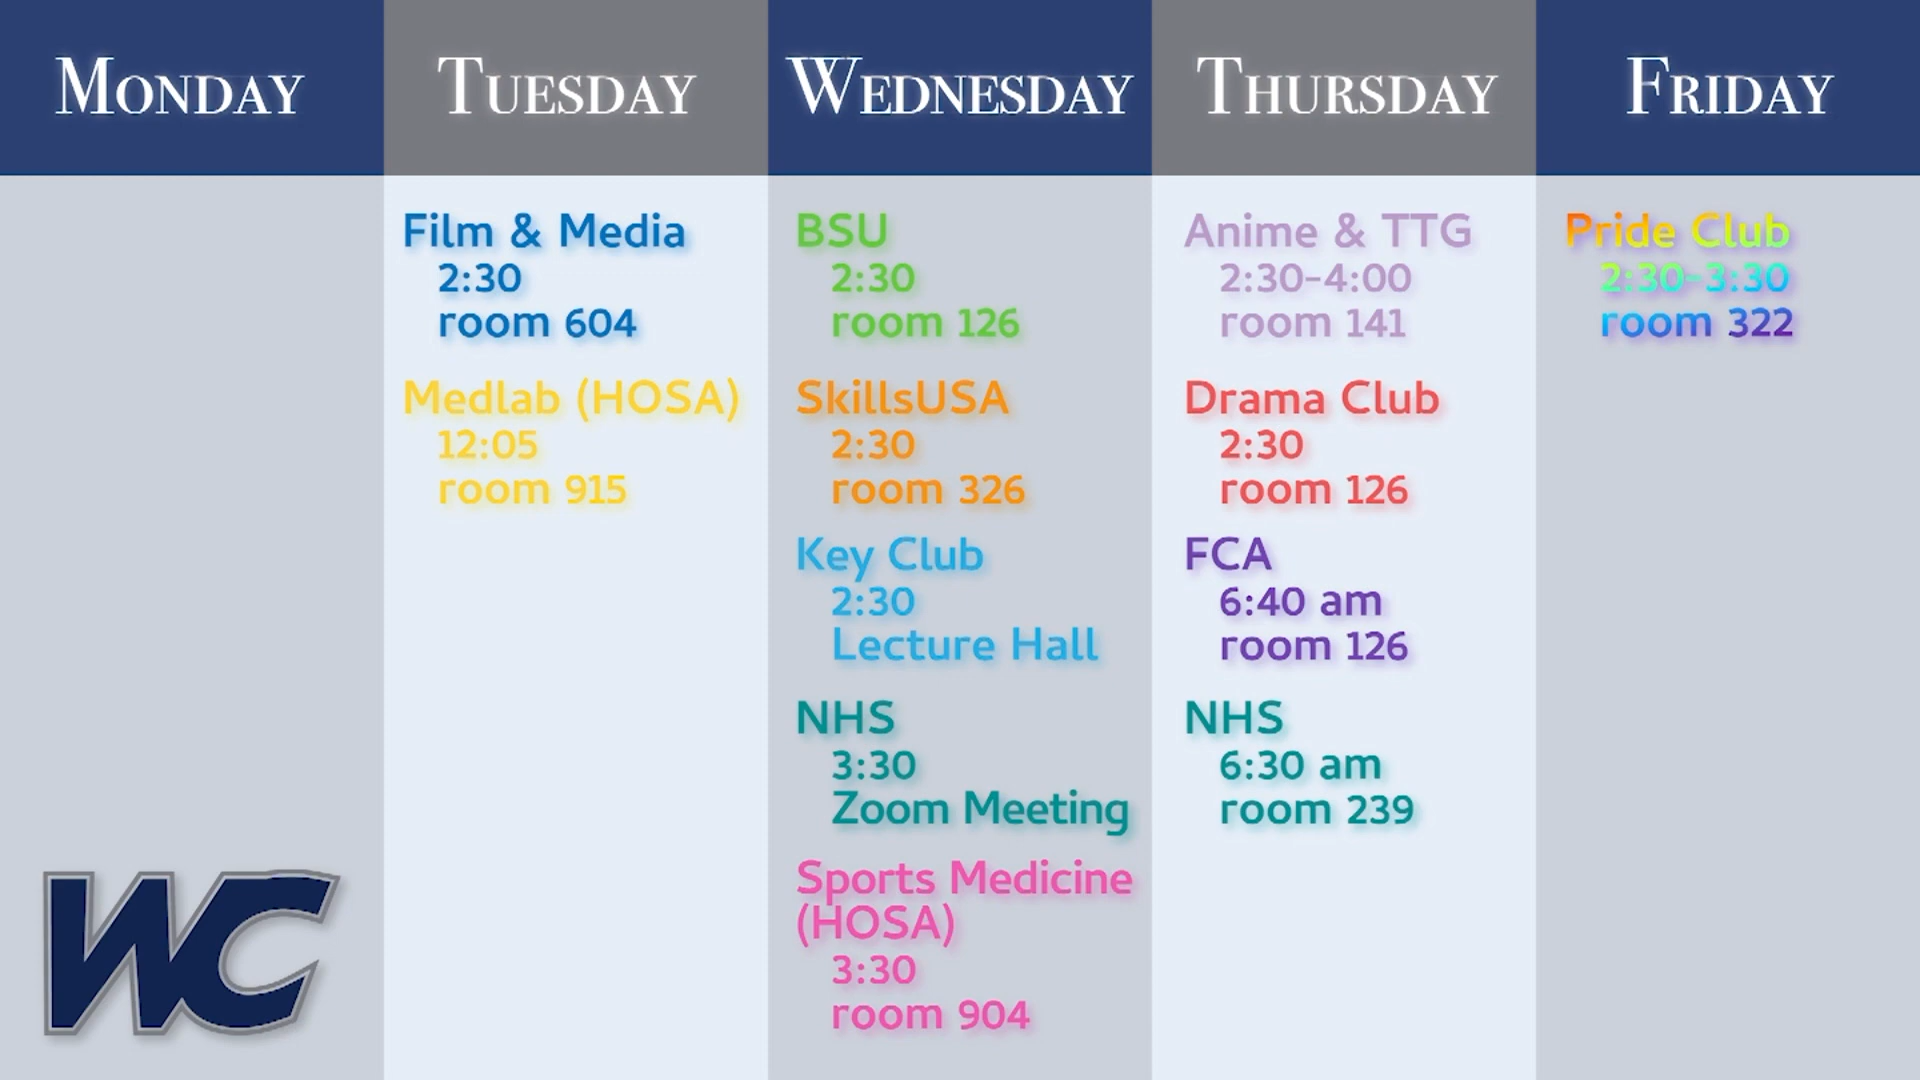 MONDAY
TUESDAY
WEDNESDAY
THURSDAY
FRIDAY
Film & Media
2:30
room 604
Medlab (HOSA)
12:05
room 915
BSU
2:30
room 126
SkillsUSA
2:30
room 326
Key Club
2:30
Lecture Hall
NHS
3:30
Zoom Meeting
Sports Medicine
(HOSA)
3:30
room 904
Anime & TTG
2:30-4:00
room 141
Drama Club
2:30
room 126
FCA
6:40 am
room 126
NHS
6:30 am
room 239
Pride Club
2:30-3:30
room 322
WC